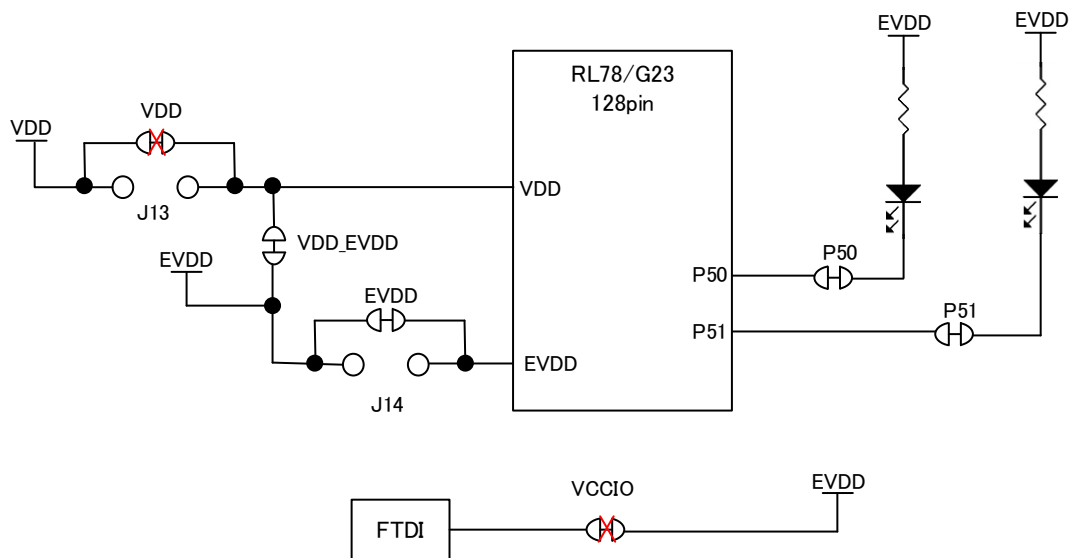 EVDD
EVDD
RL78/G23
128pin
VDD
VDD
J13
VDD
VDD_EVDD
EVDD
P50
P50
EVDD
P51
P51
EVDD
J14
VCCIO
EVDD
FTDI